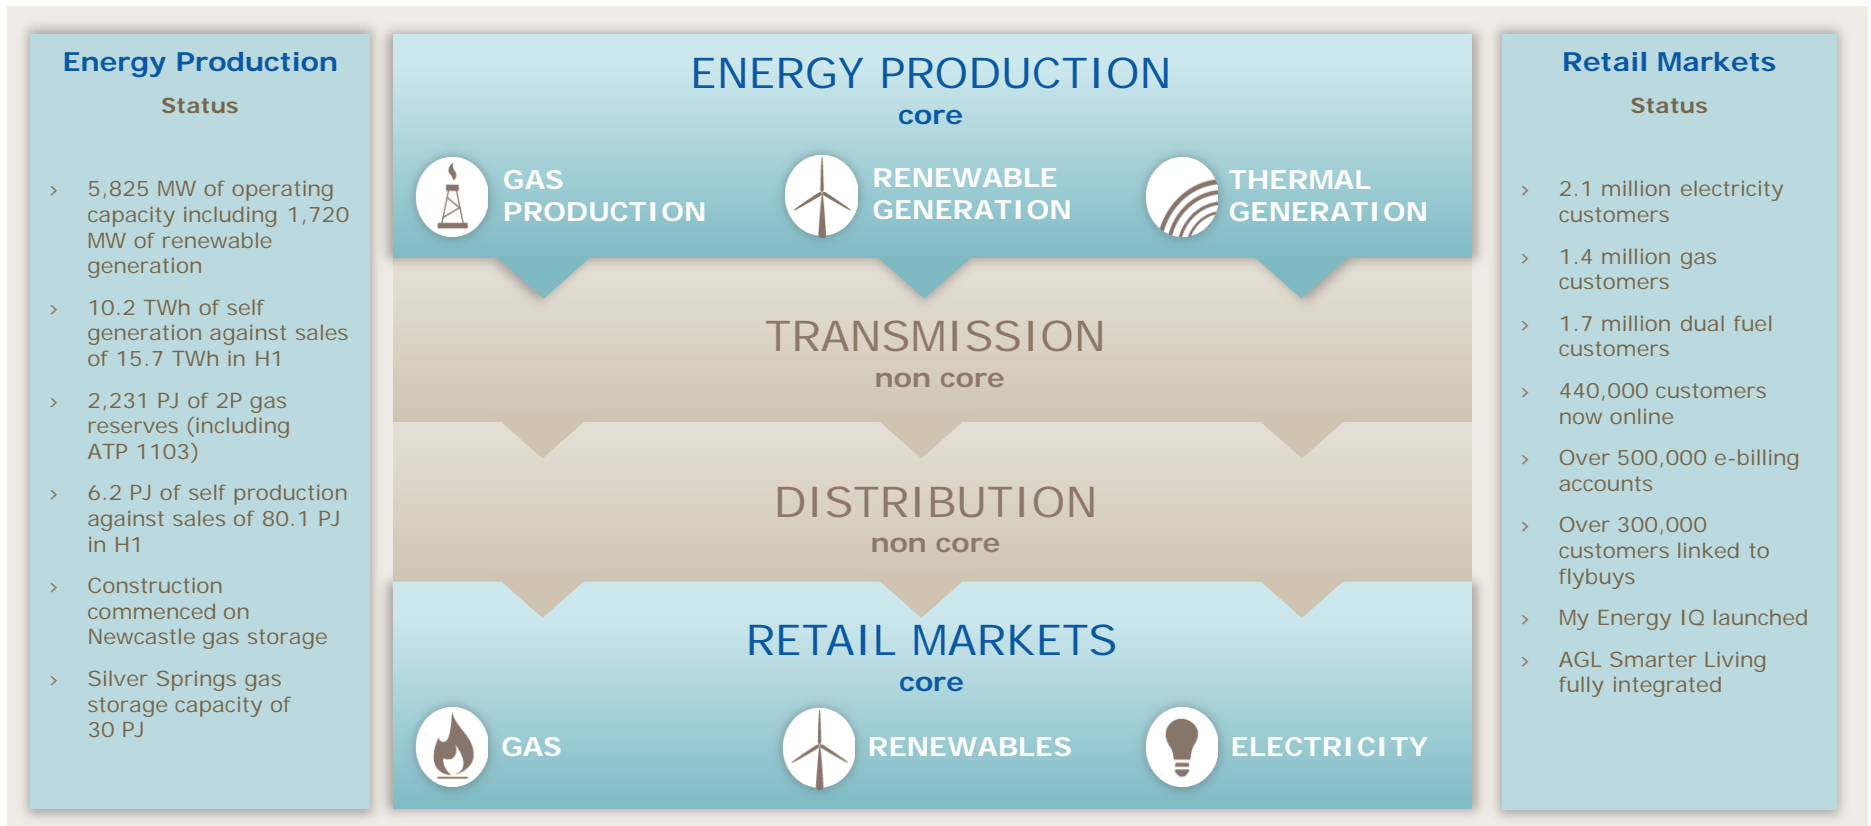 Energy Production
Status
> 5,825 MW of operating
capacity including 1,720
MW of renewable
generation
> 10.2 TWh of self
generation against sales
of 15.7 TWh in H1
> 2,231 PJ of 2P gas
reserves (including
ATP 1103)
> 6.2 PJ of self production
against sales of 80.1 PJ
in H1
> Construction
commenced on
Newcastle gas storage
> Silver Springs gas
storage capacity of
30 PJ
ENERGY PRODUCTION
core
GAS
PRODUCTION
RENEWABLE
GENERATION
THERMAL
GENERATION
TRANSMISSION
non core
DISTRIBUTION
non core
RETAIL MARKETS
core
GAS
RENEWABLES
ELECTRICITY
Retail Markets
Status
> 2.1 million electricity
customers
> 1.4 million gas
customers
> 1.7 million dual fuel
customers
> 440,000 customers
now online
> Over 500,000 e-billing
accounts
> Over 300,000
customers linked to
flybuys
> My Energy IQ launched
> AGL Smarter Living
fully integrated